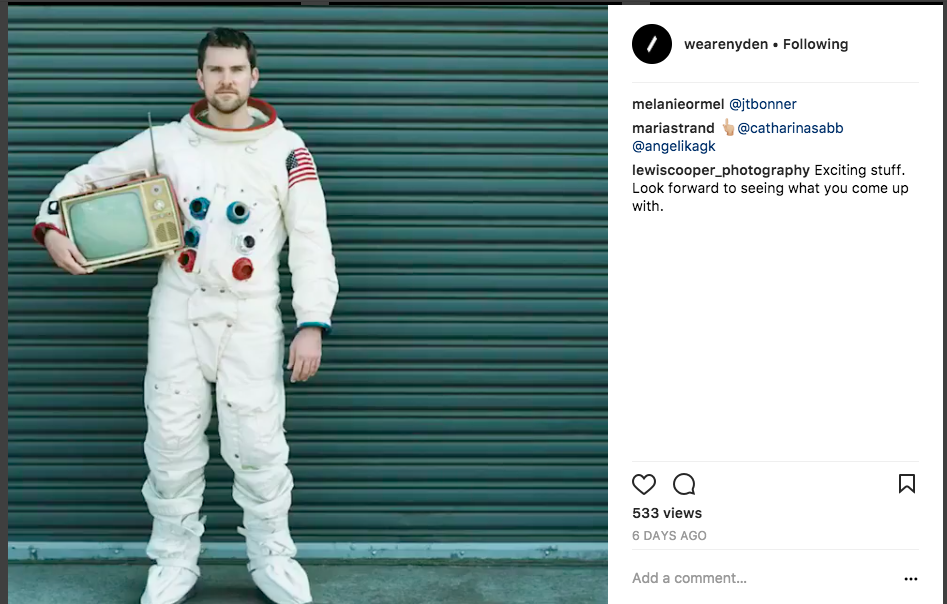 wearenyden • Following
melanieormel @jtbonner
mariastrand 👆🏼@catharinasabb
@angelikagk
lewiscooper_photography Exciting stuff.
Look forward to seeing what you come up
with.
533 views
6 DAYS AGO
Add a comment...